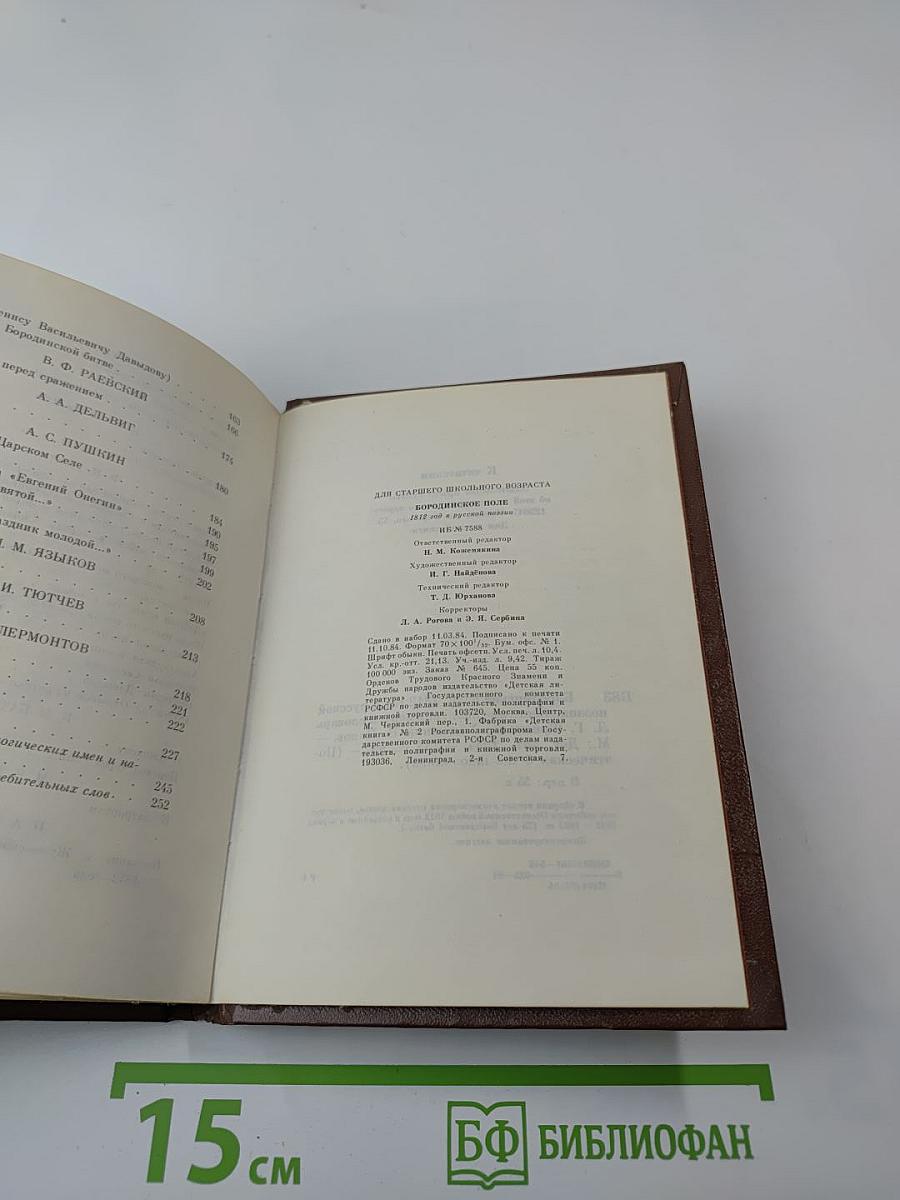 енису Васильевичу Давыдову)
Бородинской битве
В. Ф. РАЕВСКИЙ
перед сражением 163
166
А. А. ДЕЛЬВИГ
174
А. С. ПУШКИН
Царском Селе 180
«Евгений Онегин» 184
вятой...» 190
195
здник молодой...» 197
199
М. ЯЗЫКОВ
202
И. ТЮТЧЕВ
208
ЛЕРМОНТОВ
213
218
221
222
227
огических имен и на-
245
ебительных слов. 252
ДЛЯ СТАРШЕГО ШКОЛЬНОГО ВОЗРАСТА
БОРОДИНСКОЕ ПОЛЕ
1812 год в русской поэзии
ИБ № 7588
Ответственный редактор
Н. М. Кожемякина
Художественный редактор
И. Г. Найдёнова
Технический редактор
Т. Д. Юрханова
Корректоры
Л. А. Рогова и Э. Я. Сербина
Сдано в набор 11.03.84. Подписано к печати
11.10.84. Формат 70×100¹/₃₂. Бум. офс. № 1.
Шрифт обыкн. Печать офсетн. Усл. печ. л. 10,4.
Усл. кр.-отт. 21,13. Уч.-изд. л. 9,42. Тираж
100 000 экз. Заказ № 645. Цена 55 коп.
Орденов Трудового Красного Знамени и
Дружбы народов издательство «Детская ли-
тература» Государственного комитета
РСФСР по делам издательств, полиграфии и
книжной торговли. 103720, Москва, Центр,
М. Черкасский пер., 1. Фабрика «Детская
книга» № 2 Росглавполиграфпрома Госу-
дарственного комитета РСФСР по делам изда-
тельств, полиграфии и книжной торговли.
193036, Ленинград, 2-я Советская, 7.
15 см
БФ БИБЛИОФАН